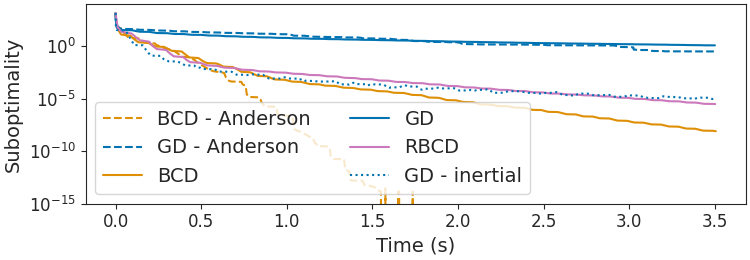 Suboptimality
10⁰
10⁻⁵
10⁻¹⁰
10⁻¹⁵
BCD - Anderson
GD - Anderson
BCD
GD
RBCD
GD - inertial
0.0 0.5 1.0 1.5 2.0 2.5 3.0 3.5
Time (s)